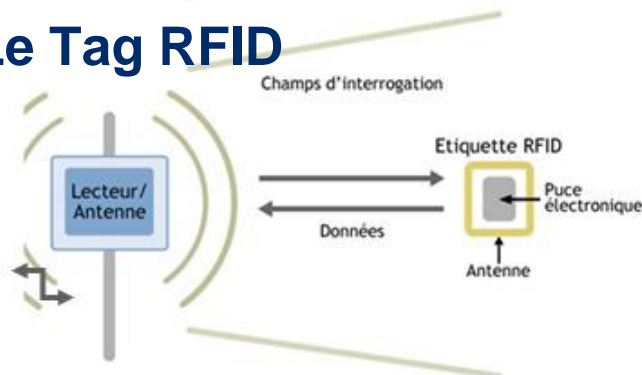 Le Tag RFID
Champs d'interrogation
Etiquette RFID
Lecteur/
Antenne
Puce
électronique
Données
Antenne